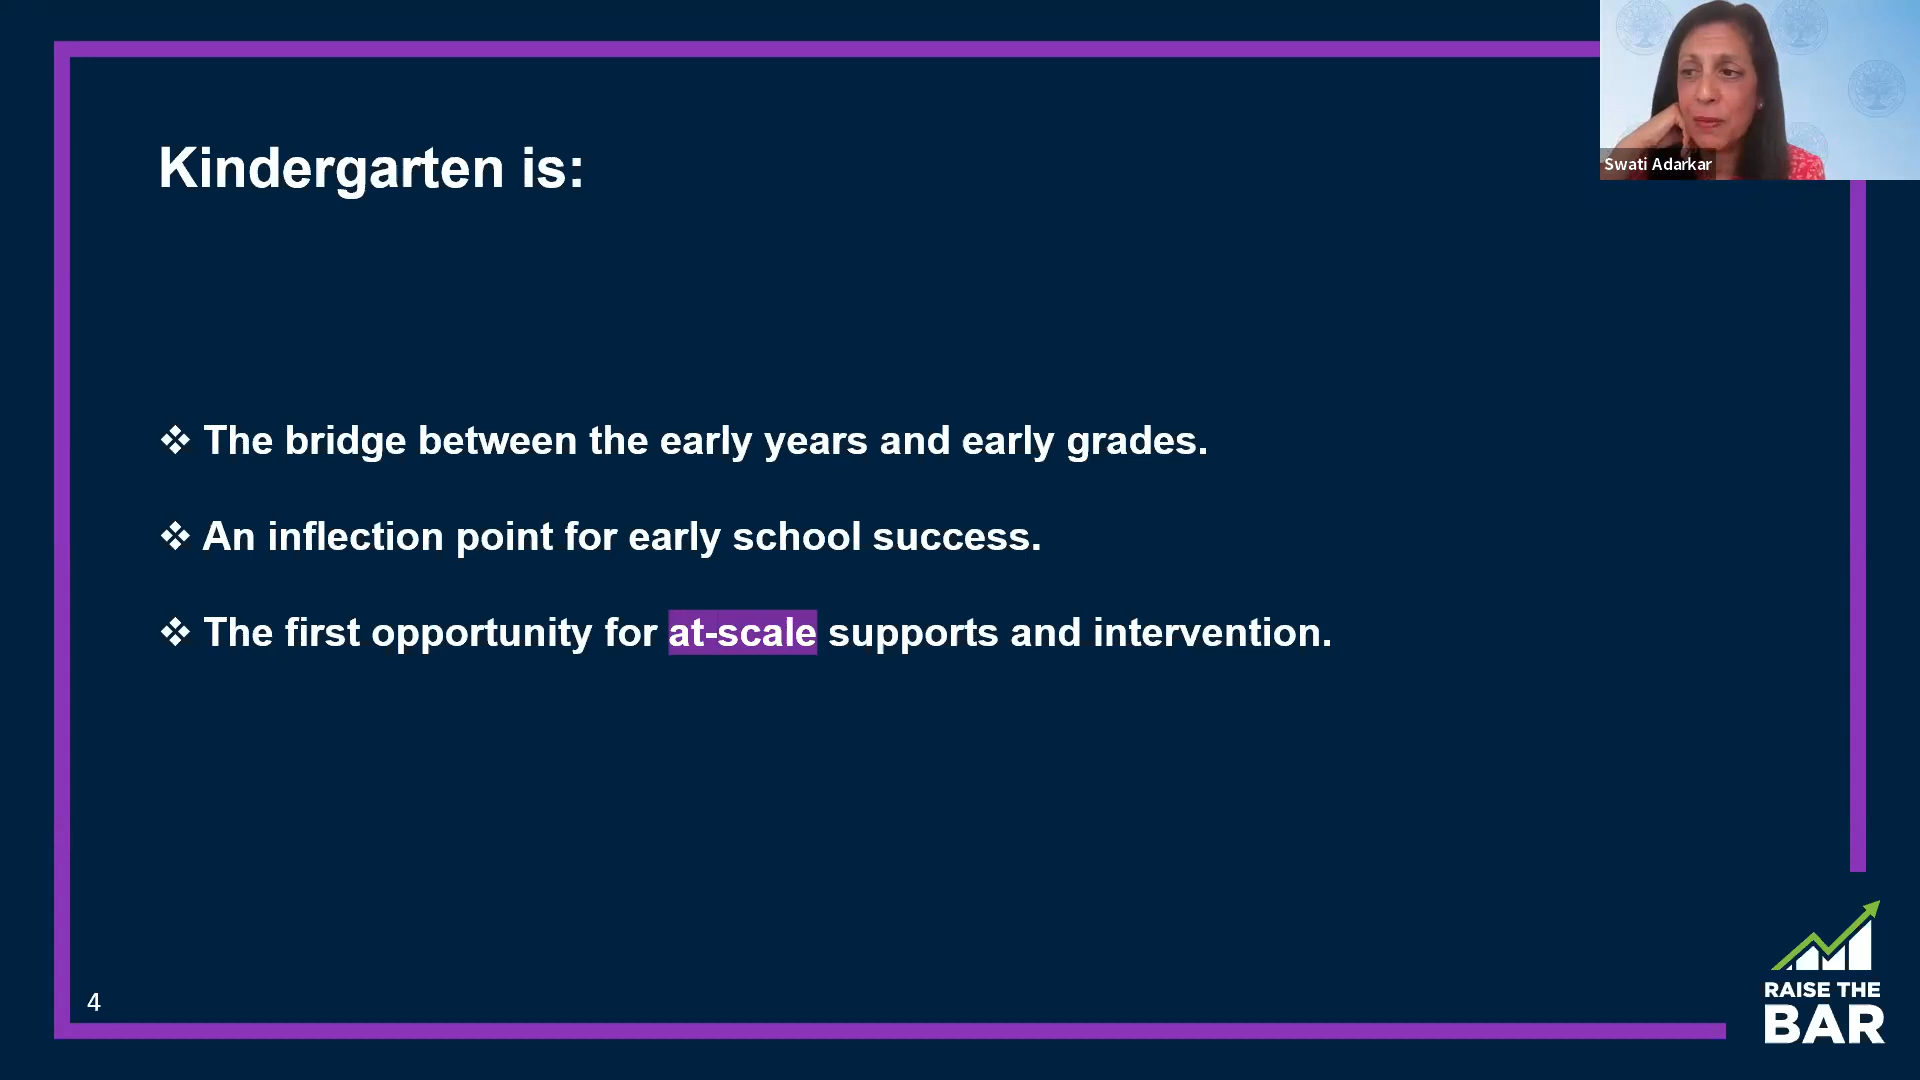 Swati Adarkar
Kindergarten is:
❖ The bridge between the early years and early grades.
❖ An inflection point for early school success.
❖ The first opportunity for at-scale supports and intervention.
4
RAISE THE
BAR